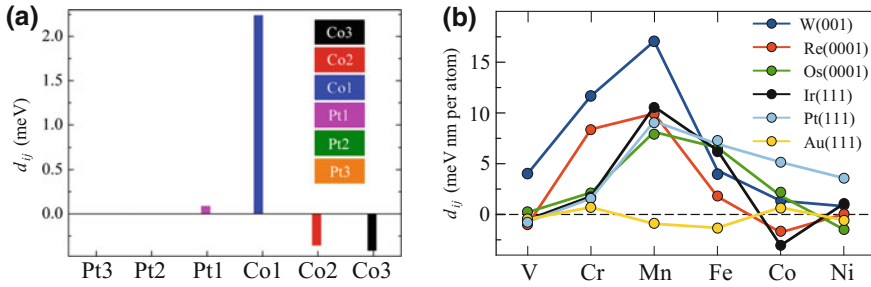 (a)
2.0
1.5
1.0
0.5
0.0
d_ij (meV)
Co3
Co2
Co1
Pt1
Pt2
Pt3
Pt3 Pt2 Pt1 Co1 Co2 Co3
(b)
15
10
5
0
d_ij (meV nm per atom)
W(001)
Re(0001)
Os(0001)
Ir(111)
Pt(111)
Au(111)
V Cr Mn Fe Co Ni